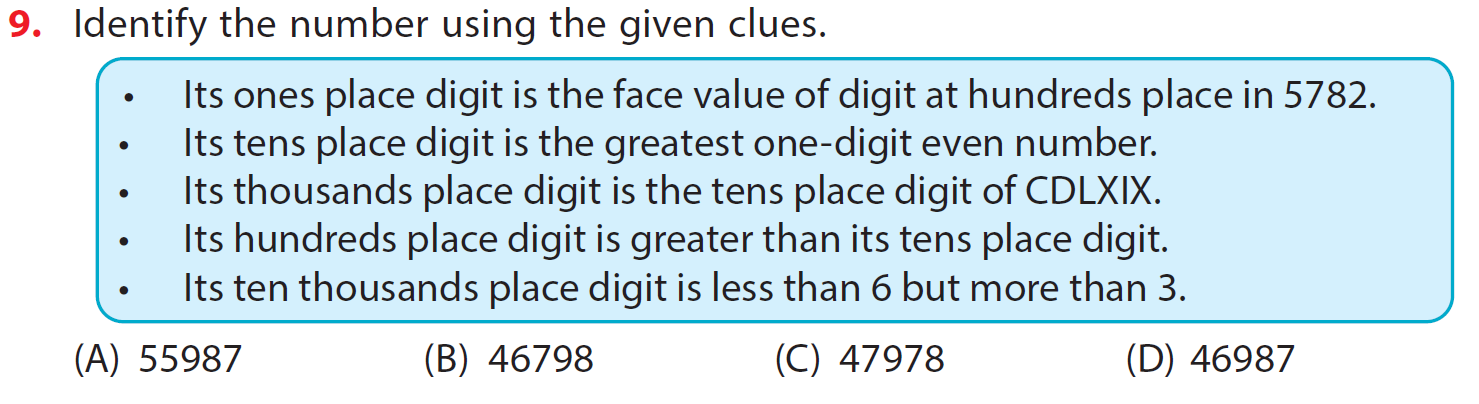 9. Identify the number using the given clues.
• Its ones place digit is the face value of digit at hundreds place in 5782.
• Its tens place digit is the greatest one-digit even number.
• Its thousands place digit is the tens place digit of CDLXIX.
• Its hundreds place digit is greater than its tens place digit.
• Its ten thousands place digit is less than 6 but more than 3.
(A) 55987 (B) 46798 (C) 47978 (D) 46987